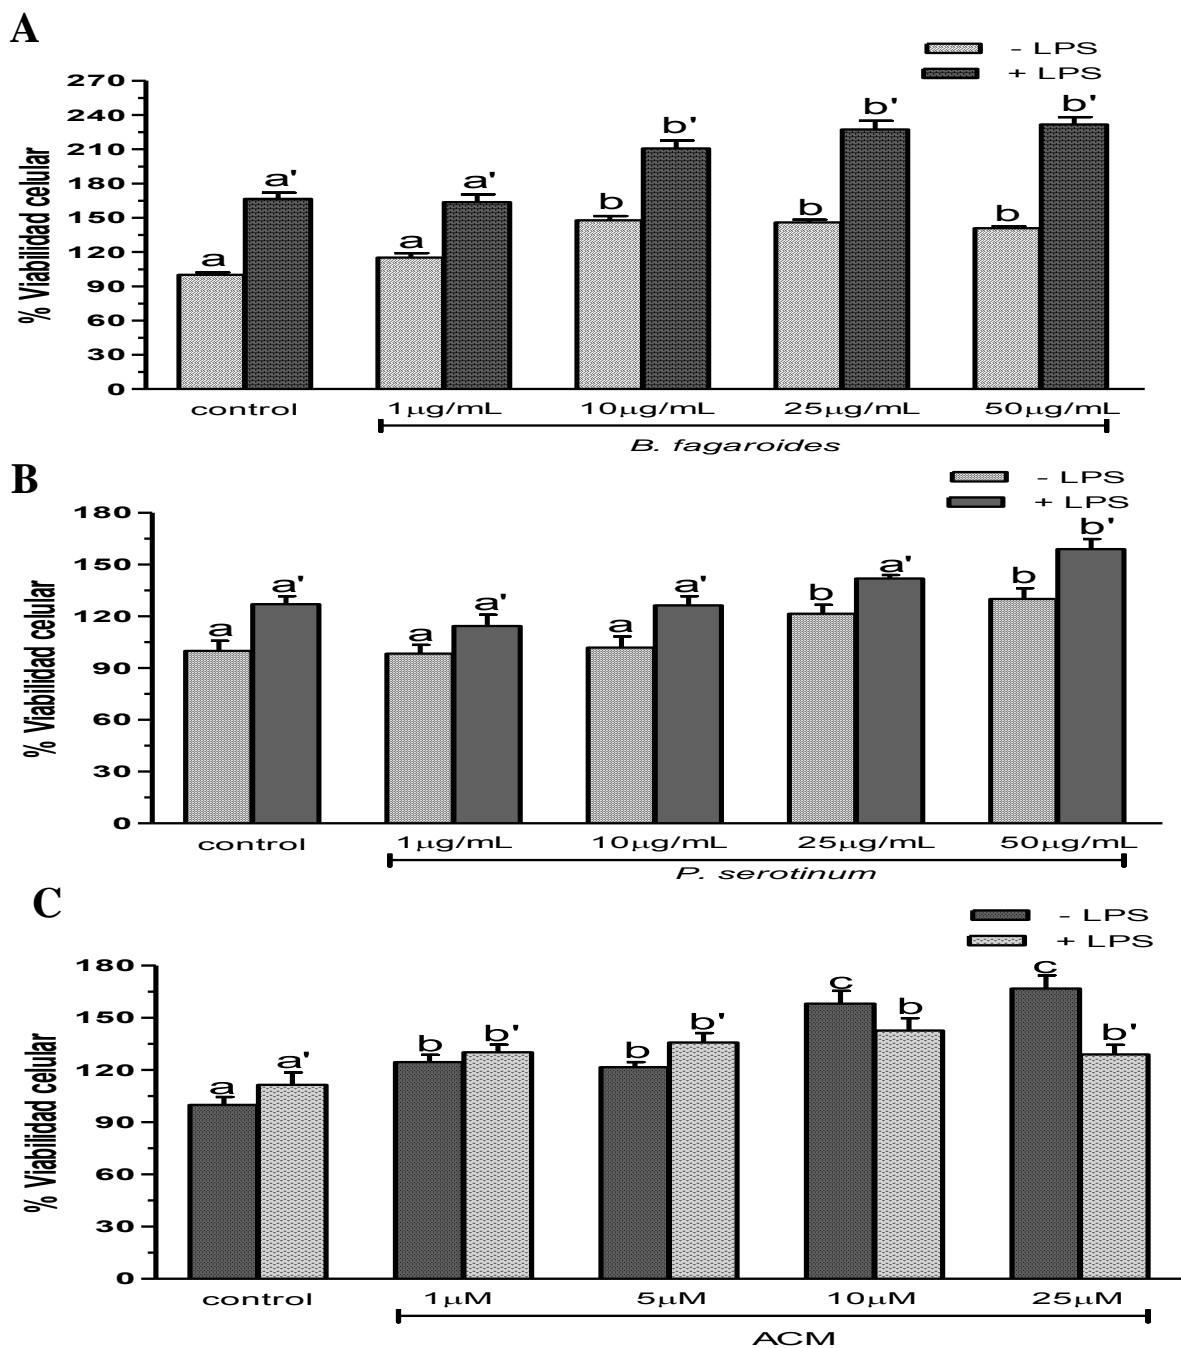 A
- LPS
+ LPS
% Viabilidad celular
270
240
210
180
150
120
90
60
30
0
a a' a a' b b' b b' b b'
control 1µg/mL 10µg/mL 25µg/mL 50µg/mL
B. fagaroides
B
- LPS
+ LPS
% Viabilidad celular
180
150
120
90
60
30
0
a a' a a' a a' b a' b b'
control 1µg/mL 10µg/mL 25µg/mL 50µg/mL
P. serotinum
C
- LPS
+ LPS
% Viabilidad celular
180
150
120
90
60
30
0
a a' b b' b b' c b c b'
control 1µM 5µM 10µM 25µM
ACM